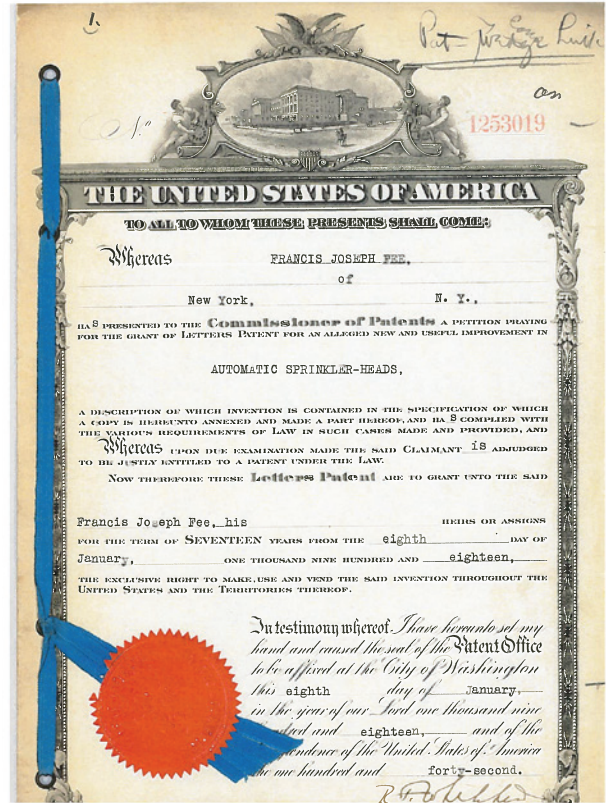 1.
Pat-
No
1253019
THE UNITED STATES OF AMERICA
TO ALL TO WHOM THESE PRESENTS SHALL COME:
Whereas FRANCIS JOSEPH FEE,
of
New York, N. Y.,
HAS PRESENTED TO THE Commissioner of Patents A PETITION PRAYING
FOR THE GRANT OF LETTERS PATENT FOR AN ALLEGED NEW AND USEFUL IMPROVEMENT IN
AUTOMATIC SPRINKLER-HEADS,
A DESCRIPTION OF WHICH INVENTION IS CONTAINED IN THE SPECIFICATION OF WHICH
A COPY IS HEREUNTO ANNEXED AND MADE A PART HEREOF, AND HAS COMPLIED WITH
THE VARIOUS REQUIREMENTS OF LAW IN SUCH CASES MADE AND PROVIDED, AND
Whereas UPON DUE EXAMINATION MADE THE SAID CLAIMANT is ADJUDGED
TO BE JUSTLY ENTITLED TO A PATENT UNDER THE LAW.
NOW THEREFORE THESE Letters Patent ARE TO GRANT UNTO THE SAID
Francis Joseph Fee, his HEIRS OR ASSIGNS
FOR THE TERM OF SEVENTEEN YEARS FROM THE eighth DAY OF
January, ONE THOUSAND NINE HUNDRED AND eighteen,
THE EXCLUSIVE RIGHT TO MAKE, USE AND VEND THE SAID INVENTION THROUGHOUT THE
UNITED STATES AND THE TERRITORIES THEREOF.
In testimony whereof I have hereunto set my
hand and caused the seal of the Patent Office
to be affixed at the City of Washington
this eighth day of January,
in the year of our Lord one thousand nine
and eighteen, and of the
of the United States of America
the one hundred and forty-second.